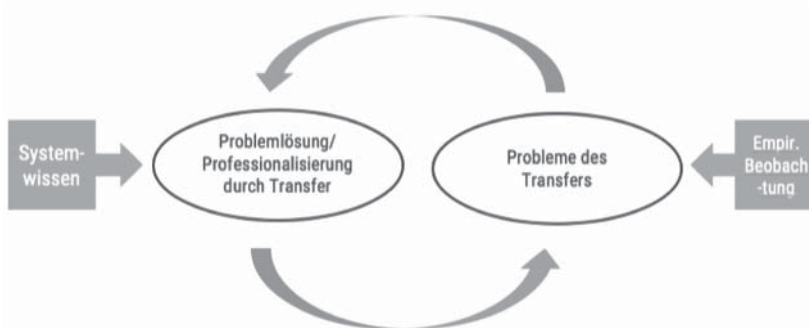 System-
wissen
Problemlösung/
Professionalisierung
durch Transfer
Probleme des
Transfers
Empir.
Beobach
-tung